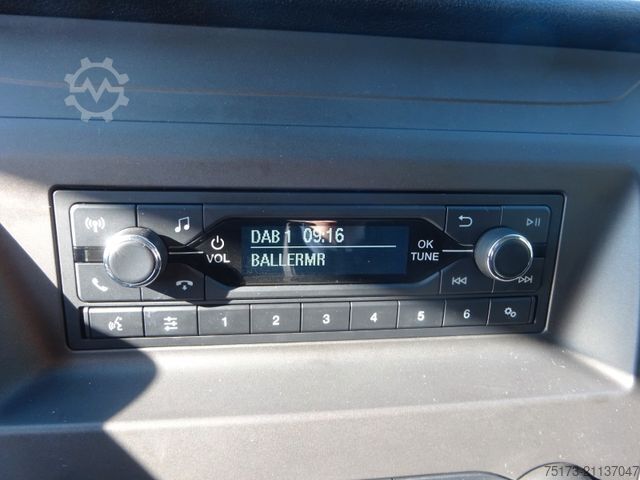 DAB 1 09:16
BALLERMR
VOL
OK
TUNE
1 2 3 4 5 6
75173-21137047